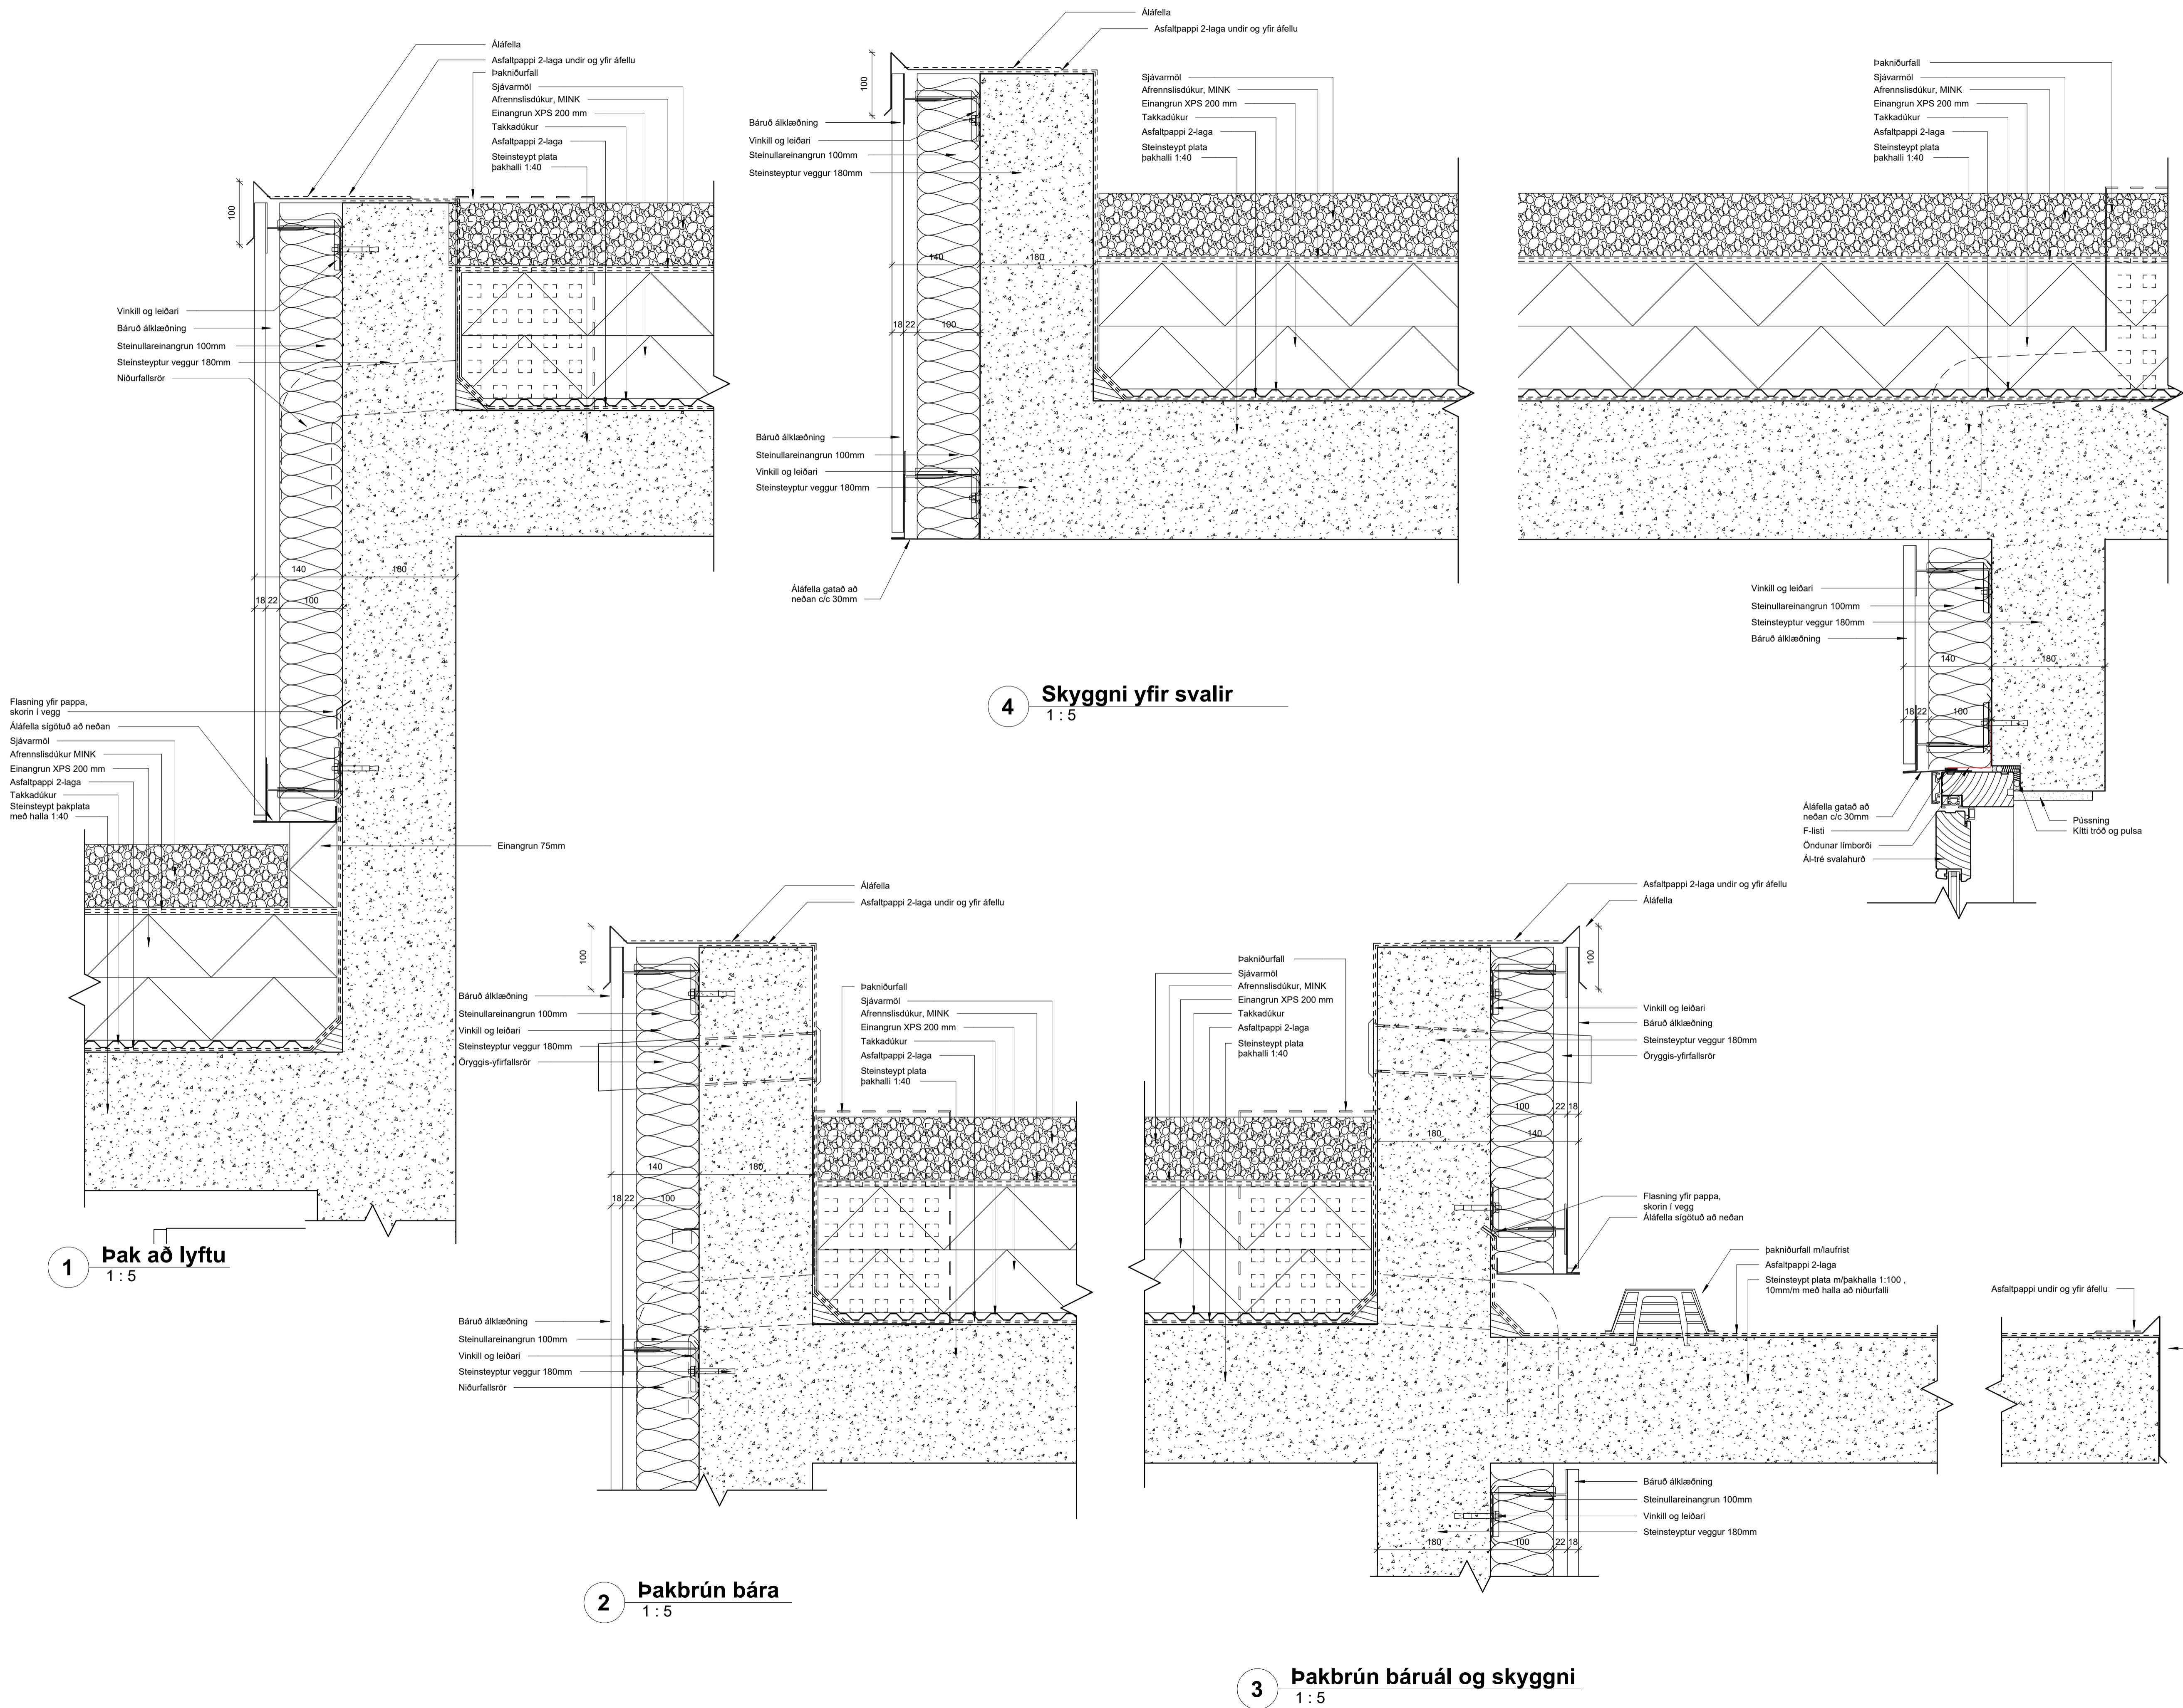 Áláfella
Asfaltpappi 2-laga undir og yfir áfellu
Þakniðurfall
Sjávarmöl
Afrennslisdúkur, MINK
Einangrun XPS 200 mm
Takkadúkur
Asfaltpappi 2-laga
Steinsteypt plata
þakhalli 1:40
100
Vinkill og leiðari
Báruð álklæðning
Steinullareinangrun 100mm
Steinsteyptur veggur 180mm
Niðurfallsrör
140
180
18
22
100
Flasning yfir pappa,
skorin í vegg
Áláfella sígötuð að neðan
Sjávarmöl
Afrennslisdúkur MINK
Einangrun XPS 200 mm
Asfaltpappi 2-laga
Takkadúkur
Steinsteypt þakplata
með halla 1:40
Einangrun 75mm
1
Þak að lyftu
1 : 5
Áláfella
Asfaltpappi 2-laga undir og yfir áfellu
100
Sjávarmöl
Afrennslisdúkur, MINK
Einangrun XPS 200 mm
Takkadúkur
Asfaltpappi 2-laga
Steinsteypt plata
þakhalli 1:40
Báruð álklæðning
Vinkill og leiðari
Steinullareinangrun 100mm
Steinsteyptur veggur 180mm
140
180
18
22
100
Báruð álklæðning
Steinullareinangrun 100mm
Vinkill og leiðari
Steinsteyptur veggur 180mm
Áláfella gatað að
neðan c/c 30mm
Þakniðurfall
Sjávarmöl
Afrennslisdúkur, MINK
Einangrun XPS 200 mm
Takkadúkur
Asfaltpappi 2-laga
Steinsteypt plata
þakhalli 1:40
Vinkill og leiðari
Steinullareinangrun 100mm
Steinsteyptur veggur 180mm
Báruð álklæðning
140
180
18
22
100
Áláfella gatað að
neðan c/c 30mm
F-listi
Öndunar límborði
Ál-tré svalahurð
Pússning
Kítti tróð og pulsa
4
Skyggni yfir svalir
1 : 5
Áláfella
Asfaltpappi 2-laga undir og yfir áfellu
100
Báruð álklæðning
Steinullareinangrun 100mm
Vinkill og leiðari
Steinsteyptur veggur 180mm
Öryggis-yfirfallsrör
Þakniðurfall
Sjávarmöl
Afrennslisdúkur, MINK
Einangrun XPS 200 mm
Takkadúkur
Asfaltpappi 2-laga
Steinsteypt plata
þakhalli 1:40
140
180
18
22
100
Báruð álklæðning
Steinullareinangrun 100mm
Vinkill og leiðari
Steinsteyptur veggur 180mm
Niðurfallsrör
2
Þakbrún bára
1 : 5
Asfaltpappi 2-laga undir og yfir áfellu
Áláfella
100
Þakniðurfall
Sjávarmöl
Afrennslisdúkur, MINK
Einangrun XPS 200 mm
Takkadúkur
Asfaltpappi 2-laga
Steinsteypt plata
þakhalli 1:40
Vinkill og leiðari
Báruð álklæðning
Steinsteyptur veggur 180mm
Öryggis-yfirfallsrör
100
22
18
180
140
Flasning yfir pappa,
skorin í vegg
Áláfella sígötuð að neðan
þakniðurfall m/laufrist
Asfaltpappi 2-laga
Steinsteypt plata m/þakhalla 1:100 ,
10mm/m með halla að niðurfalli
Asfaltpappi undir og yfir áfellu
Báruð álklæðning
Steinullareinangrun 100mm
Vinkill og leiðari
Steinsteyptur veggur 180mm
180
100
22
18
3
Þakbrún báruál og skyggni
1 : 5